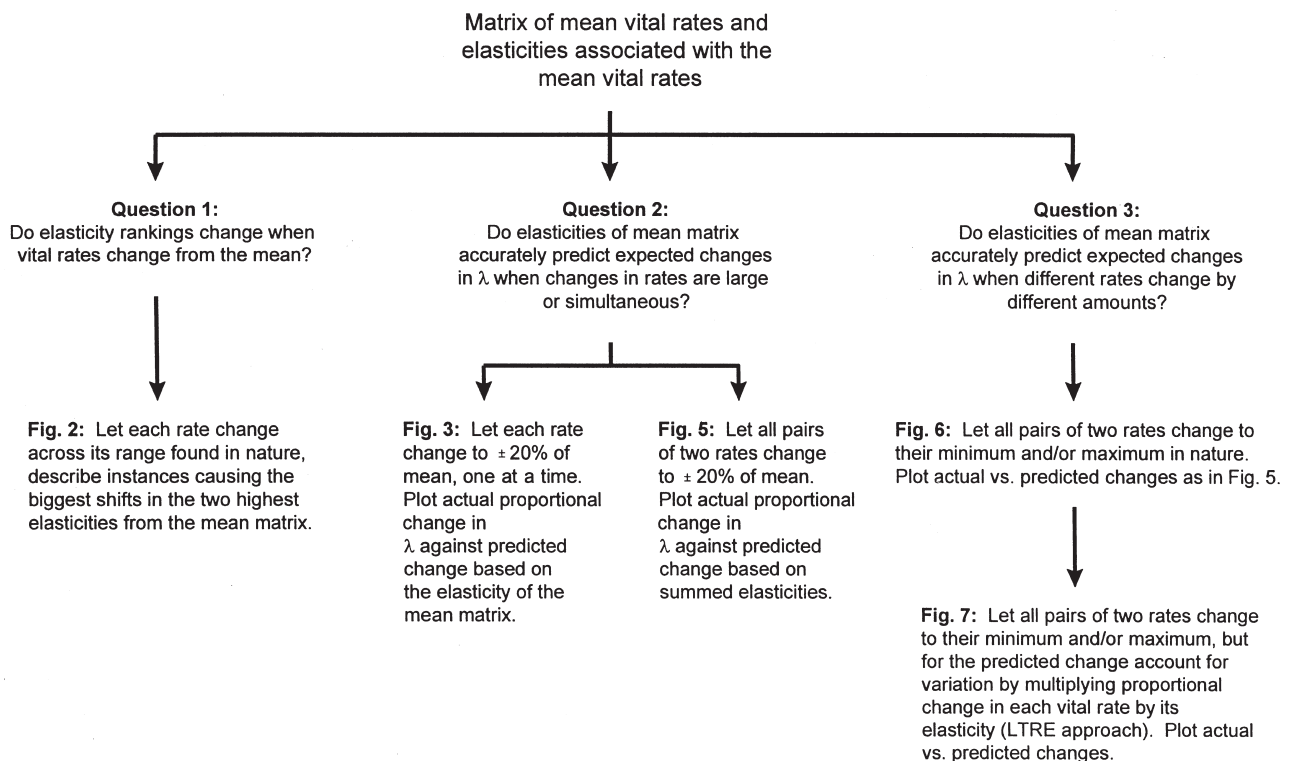 Matrix of mean vital rates and
elasticities associated with the
mean vital rates
Question 1:
Do elasticity rankings change when
vital rates change from the mean?
Question 2:
Do elasticities of mean matrix
accurately predict expected changes
in λ when changes in rates are large
or simultaneous?
Question 3:
Do elasticities of mean matrix
accurately predict expected changes
in λ when different rates change by
different amounts?
Fig. 2: Let each rate change
across its range found in nature,
describe instances causing the
biggest shifts in the two highest
elasticities from the mean matrix.
Fig. 3: Let each rate
change to ±20% of
mean, one at a time.
Plot actual proportional
change in
λ against predicted
change based on
the elasticity of the
mean matrix.
Fig. 5: Let all pairs
of two rates change
to ±20% of mean.
Plot actual proportional
change in
λ against predicted
change based on
summed elasticities.
Fig. 6: Let all pairs of two rates change to
their minimum and/or maximum in nature.
Plot actual vs. predicted changes as in Fig. 5.
Fig. 7: Let all pairs of two rates change
to their minimum and/or maximum, but
for the predicted change account for
variation by multiplying proportional
change in each vital rate by its
elasticity (LTRE approach). Plot actual
vs. predicted changes.